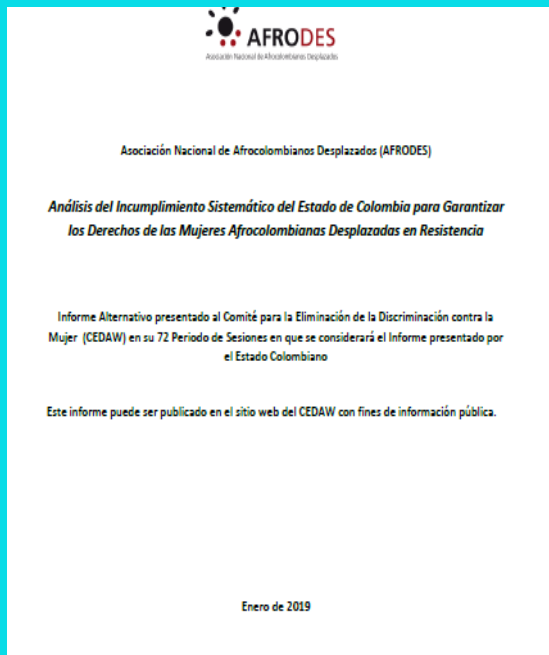 AFRODES
Asociación Nacional de Afrocolombianos Desplazados
Asociación Nacional de Afrocolombianos Desplazados (AFRODES)
Análisis del Incumplimiento Sistemático del Estado de Colombia para Garantizar
los Derechos de las Mujeres Afrocolombianas Desplazadas en Resistencia
Informe Alternativo presentado al Comité para la Eliminación de la Discriminación contra la
Mujer (CEDAW) en su 72 Periodo de Sesiones en que se considerará el Informe presentado por
el Estado Colombiano
Este informe puede ser publicado en el sitio web del CEDAW con fines de información pública.
Enero de 2019